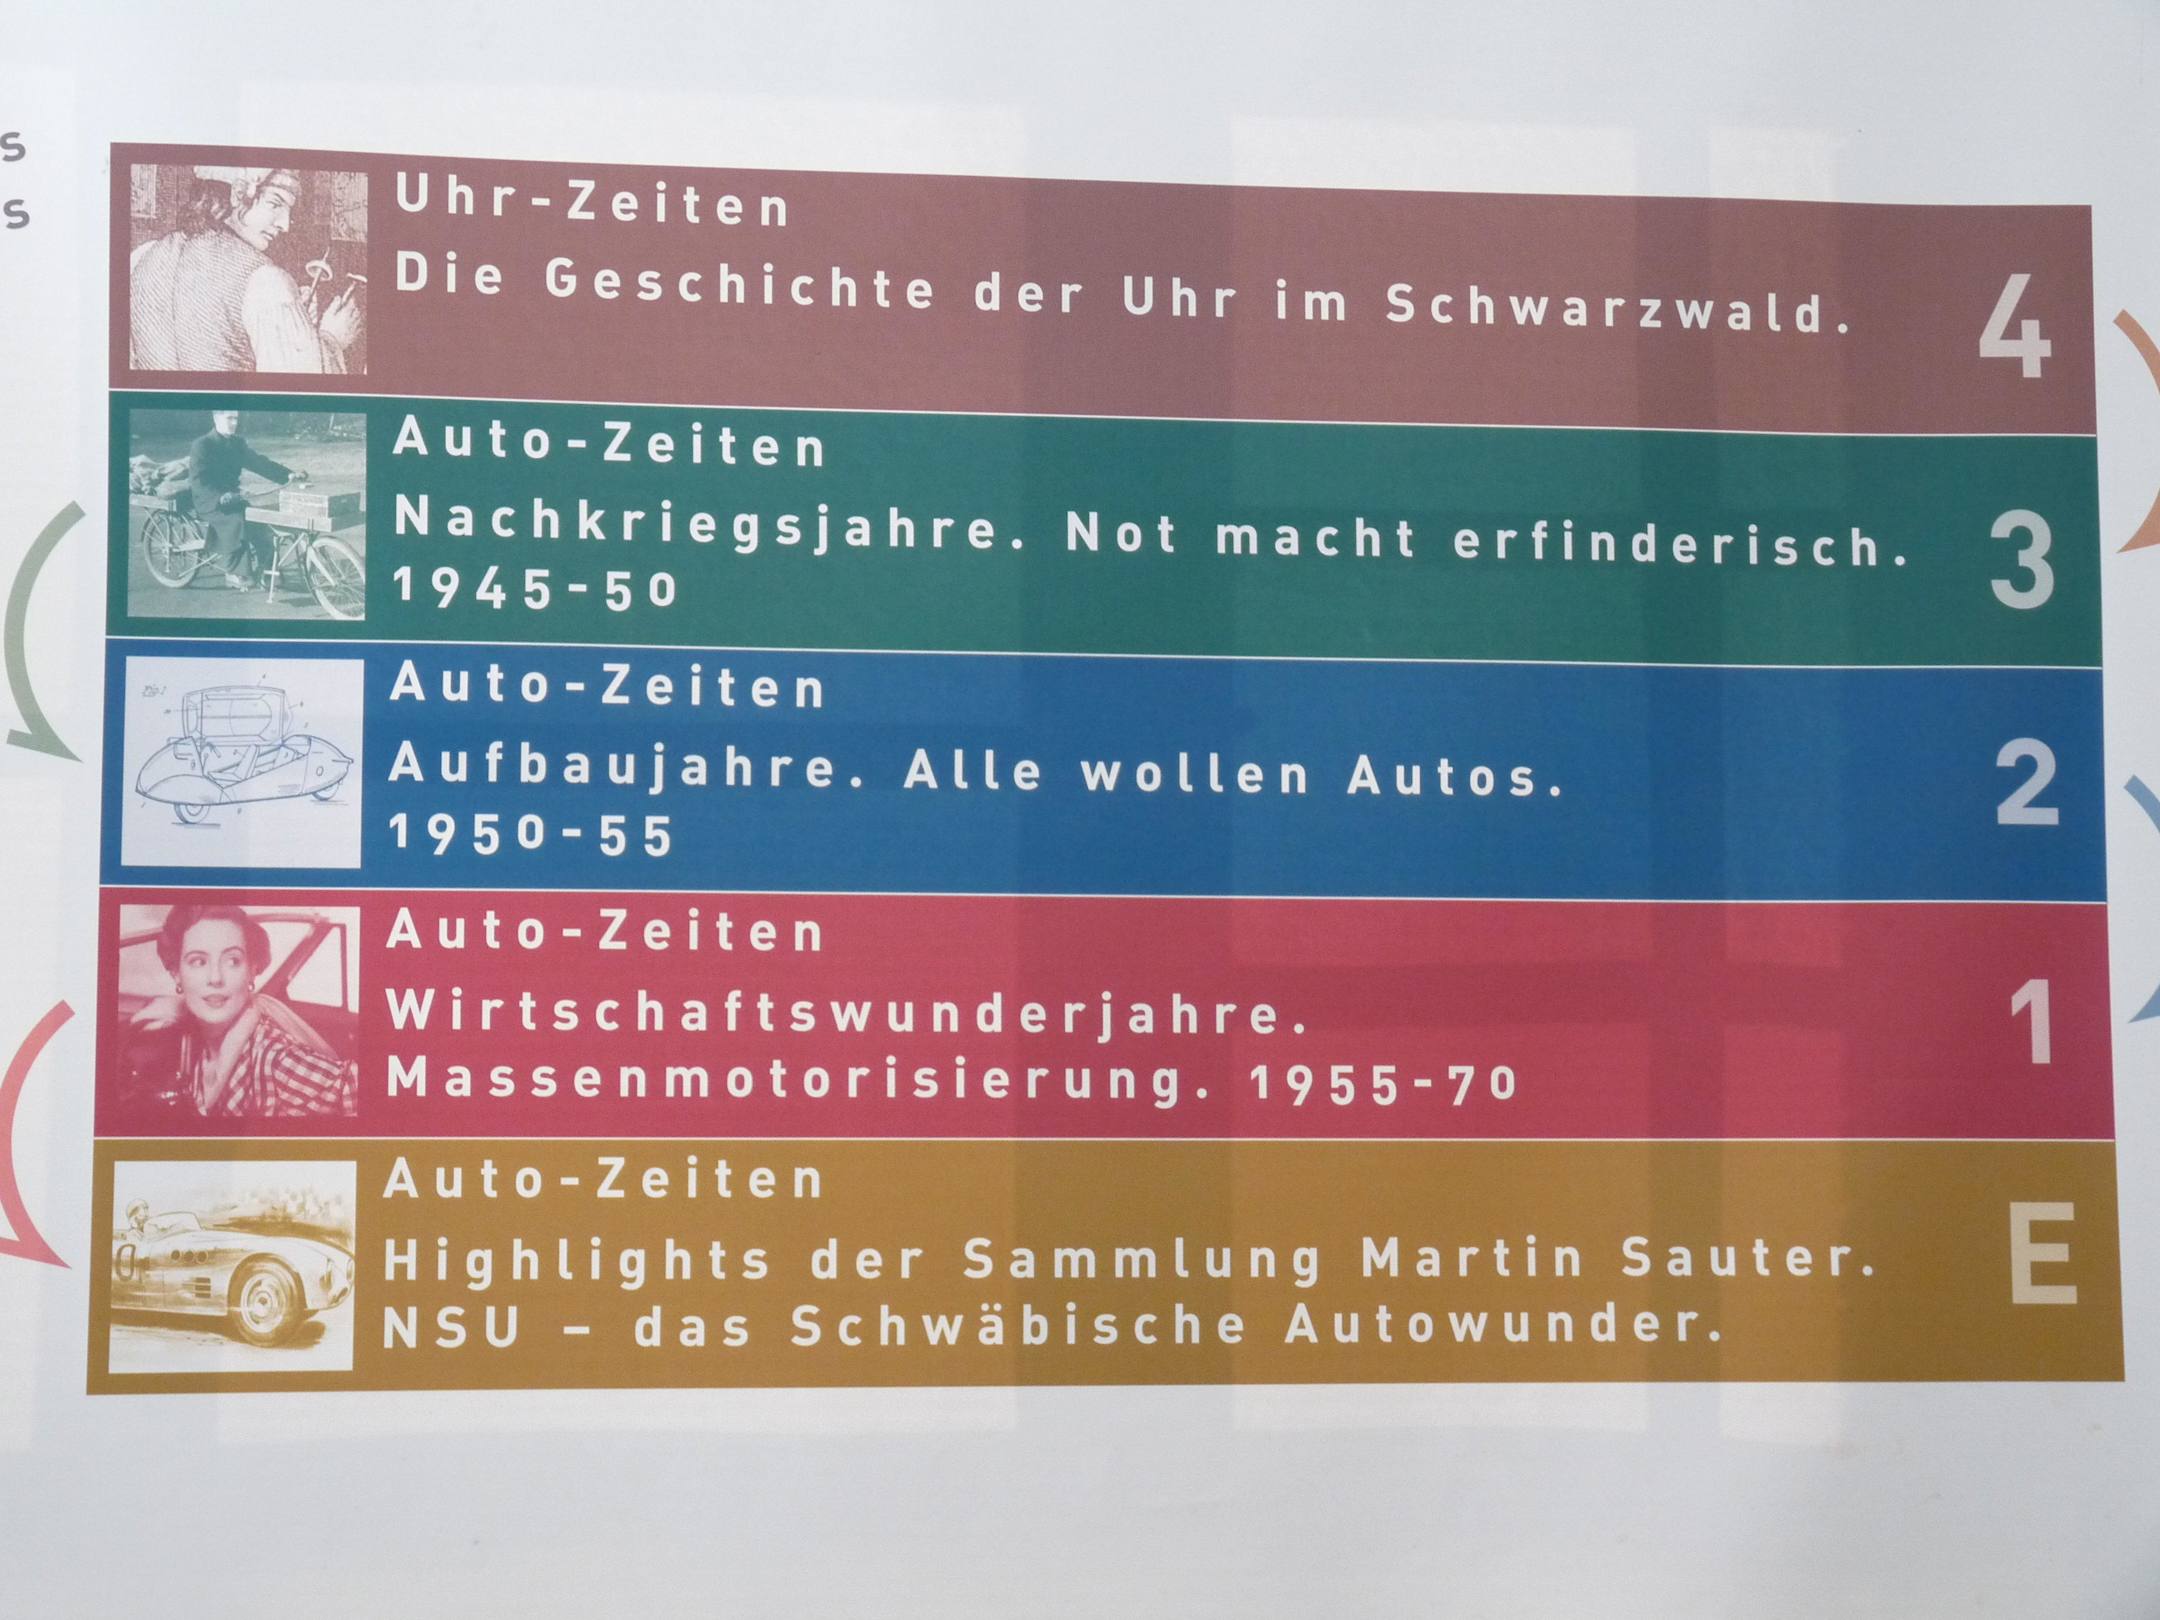 s
s
Uhr-Zeiten
Die Geschichte der Uhr im Schwarzwald.
4
Auto-Zeiten
Nachkriegsjahre. Not macht erfinderisch.
1945-50
3
Auto-Zeiten
Aufbaujahre. Alle wollen Autos.
1950-55
2
Auto-Zeiten
Wirtschaftswunderjahre.
Massenmotorisierung. 1955-70
1
Auto-Zeiten
Highlights der Sammlung Martin Sauter.
NSU – das Schwäbische Autowunder.
E